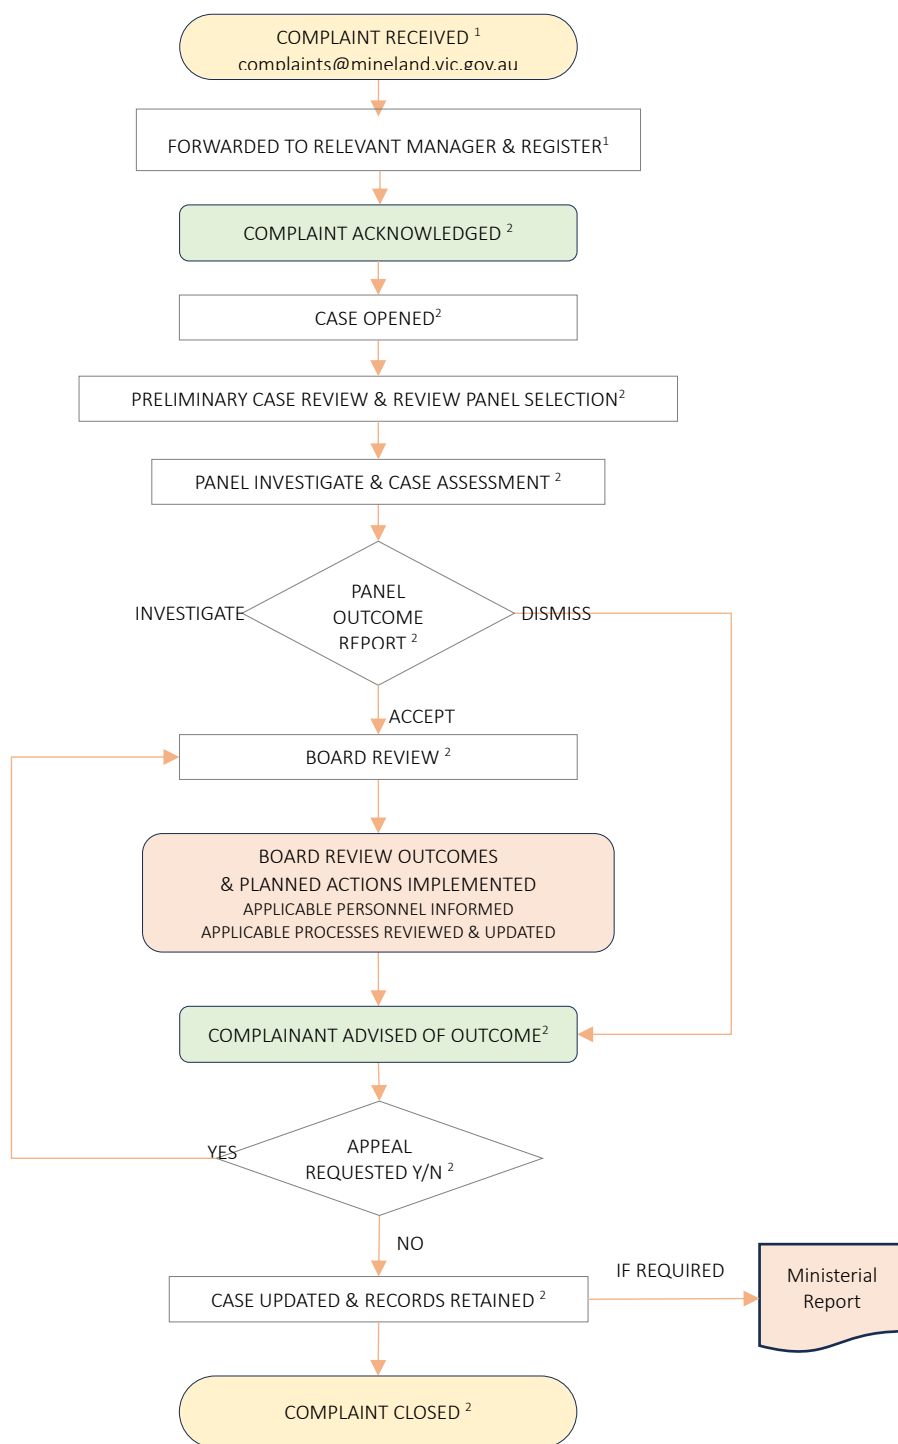 COMPLAINT RECEIVED ¹
complaints@mineland.vic.gov.au
FORWARDED TO RELEVANT MANAGER & REGISTER¹
COMPLAINT ACKNOWLEDGED ²
CASE OPENED²
PRELIMINARY CASE REVIEW & REVIEW PANEL SELECTION²
PANEL INVESTIGATE & CASE ASSESSMENT ²
PANEL
OUTCOME
REPORT ²
INVESTIGATE
DISMISS
ACCEPT
BOARD REVIEW ²
BOARD REVIEW OUTCOMES
& PLANNED ACTIONS IMPLEMENTED
APPLICABLE PERSONNEL INFORMED
APPLICABLE PROCESSES REVIEWED & UPDATED
COMPLAINANT ADVISED OF OUTCOME²
YES
APPEAL
REQUESTED Y/N ²
NO
CASE UPDATED & RECORDS RETAINED ²
IF REQUIRED
Ministerial
Report
COMPLAINT CLOSED ²